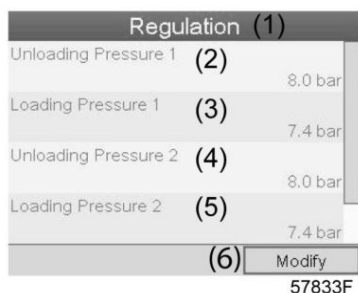 Regulation (1)
Unloading Pressure 1 (2)
8.0 bar
Loading Pressure 1 (3)
7.4 bar
Unloading Pressure 2 (4)
8.0 bar
Loading Pressure 2 (5)
7.4 bar
(6) Modify
57833F